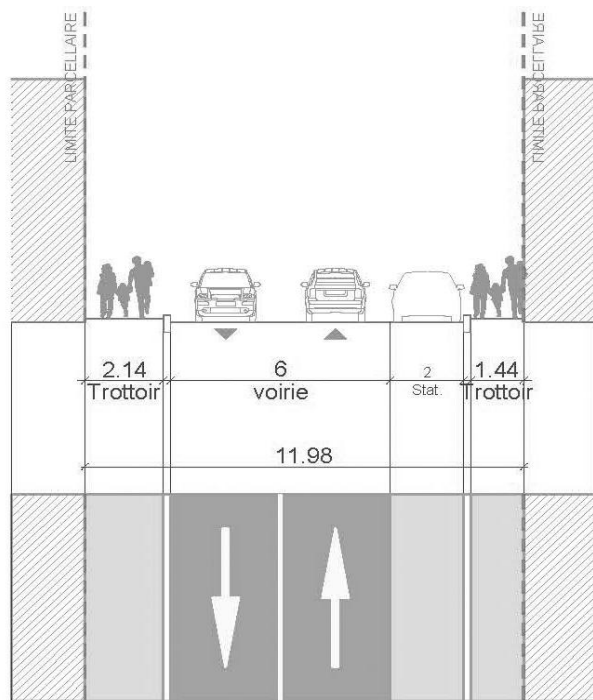 LIMITE PARCELLAIRE
LIMITE PARCELLAIRE
2.14
Trottoir
6
voirie
2
Stat.
1.44
Trottoir
11.98